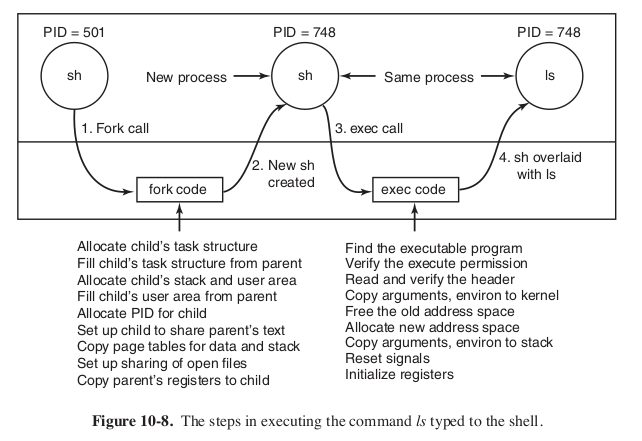 PID = 501
PID = 748
PID = 748
sh
New process
sh
Same process
ls
1. Fork call
3. exec call
2. New sh
created
4. sh overlaid
with ls
fork code
exec code
Allocate child's task structure
Fill child's task structure from parent
Allocate child's stack and user area
Fill child's user area from parent
Allocate PID for child
Set up child to share parent's text
Copy page tables for data and stack
Set up sharing of open files
Copy parent's registers to child
Find the executable program
Verify the execute permission
Read and verify the header
Copy arguments, environ to kernel
Free the old address space
Allocate new address space
Copy arguments, environ to stack
Reset signals
Initialize registers
Figure 10-8. The steps in executing the command ls typed to the shell.